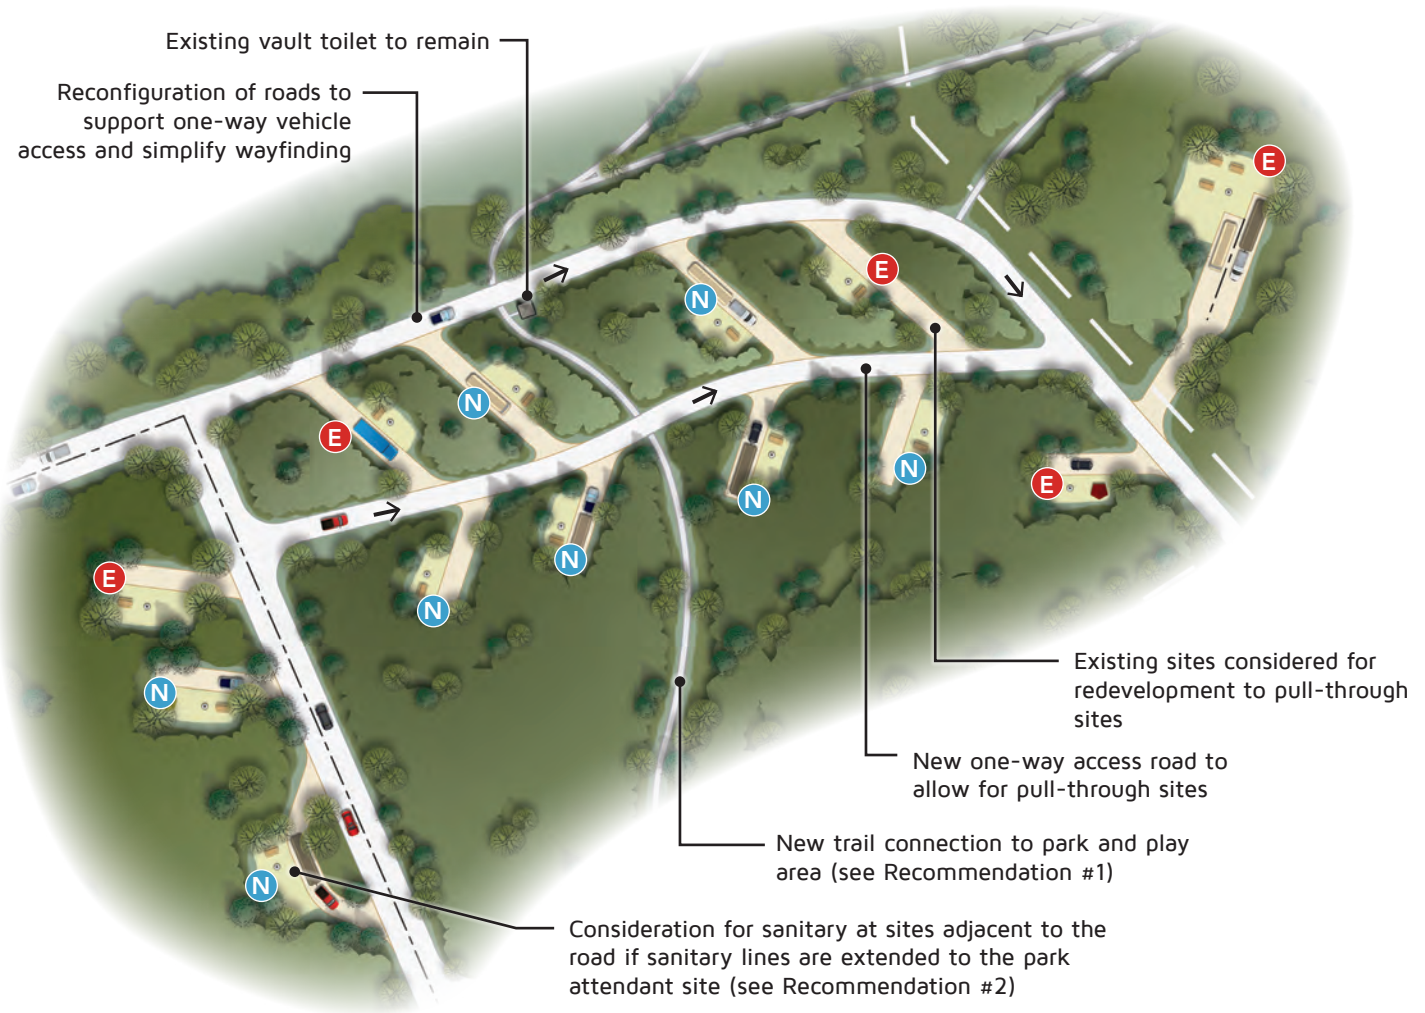 Existing vault toilet to remain
Reconfiguration of roads to
support one-way vehicle
access and simplify wayfinding
E
E
N
N
E
N
N
E
N
N
E
N
N
N
Existing sites considered for
redevelopment to pull-through
sites
New one-way access road to
allow for pull-through sites
New trail connection to park and play
area (see Recommendation #1)
Consideration for sanitary at sites adjacent to the
road if sanitary lines are extended to the park
attendant site (see Recommendation #2)